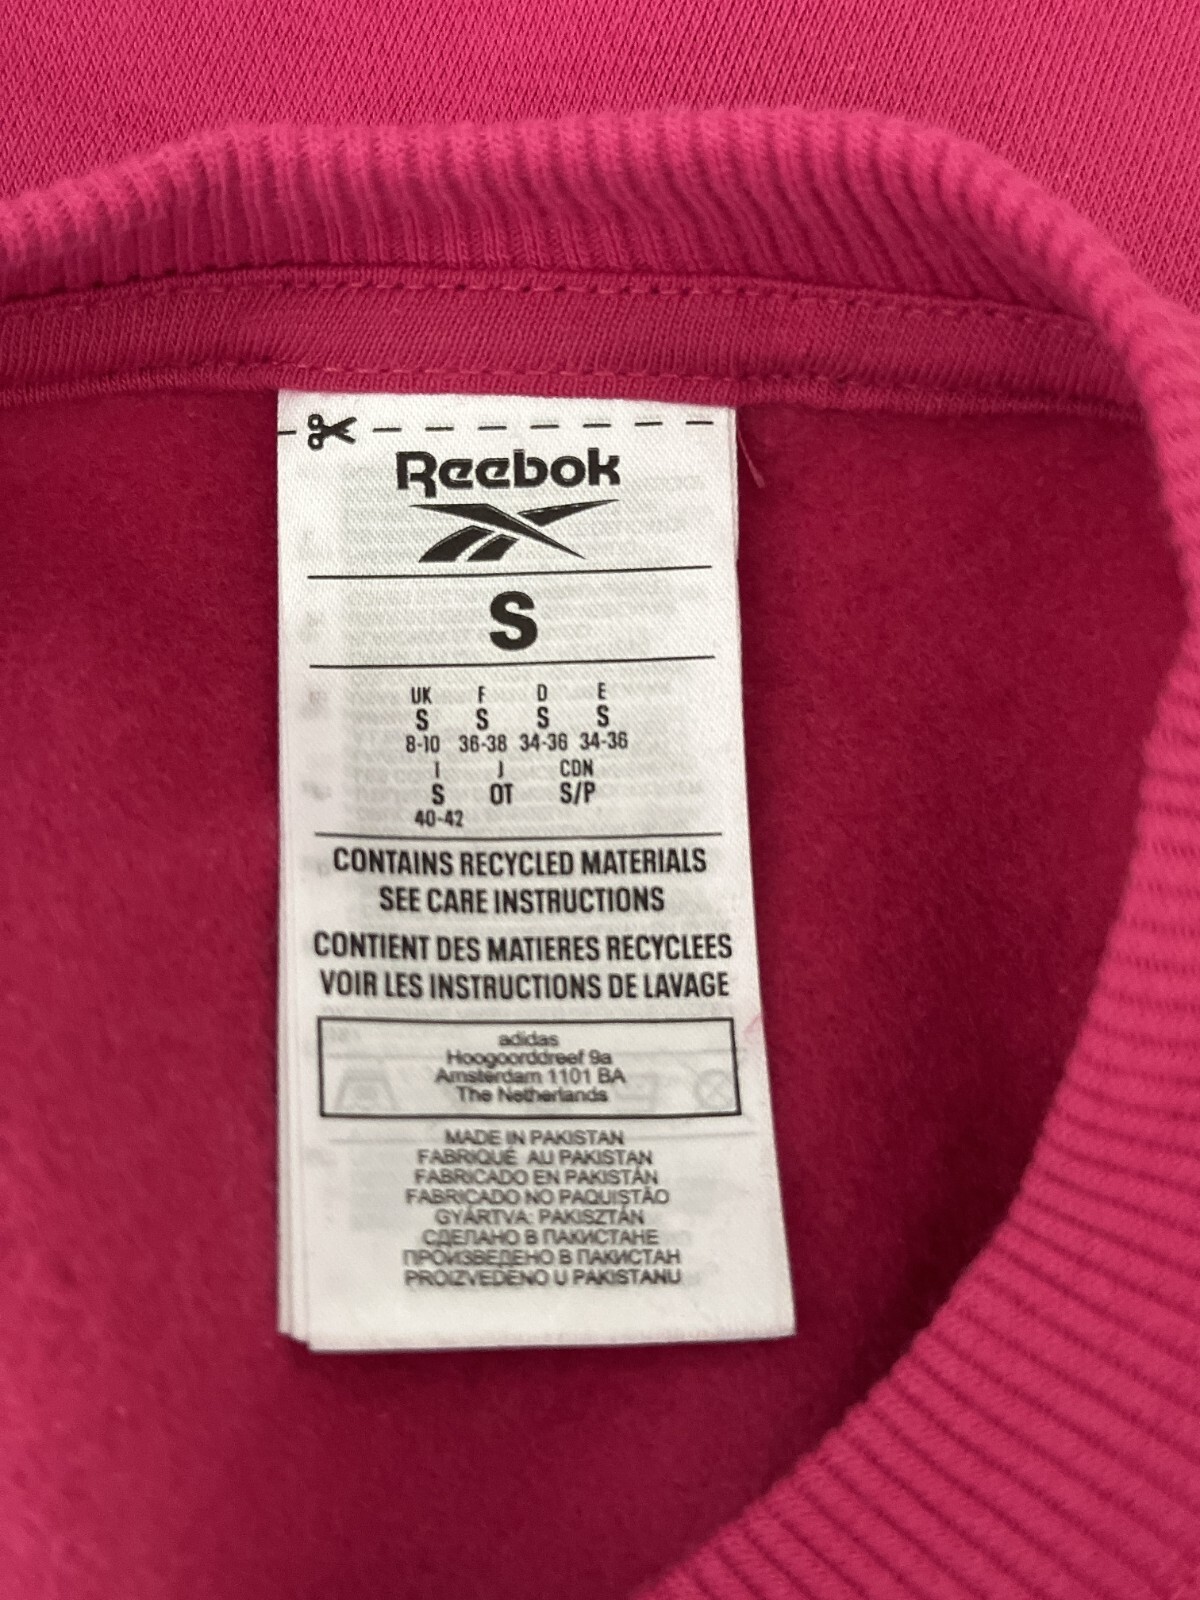 Reebok
S
UK F D E
S S S S
8-10 36-38 34-36 34-36
I J CDN
S OT S/P
40-42
CONTAINS RECYCLED MATERIALS
SEE CARE INSTRUCTIONS
CONTIENT DES MATIERES RECYCLEES
VOIR LES INSTRUCTIONS DE LAVAGE
adidas
Hoogoorddreef 9a
Amsterdam 1101 BA
The Netherlands
MADE IN PAKISTAN
FABRIQUÉ AU PAKISTAN
FABRICADO EN PAKISTÁN
FABRICADO NO PAQUISTÃO
GYÁRTVA: PAKISZTÁN
СДЕЛАНО В ПАКИСТАНЕ
ПРОИЗВЕДЕНО В ПАКИСТАН
PROIZVEDENO U PAKISTANU